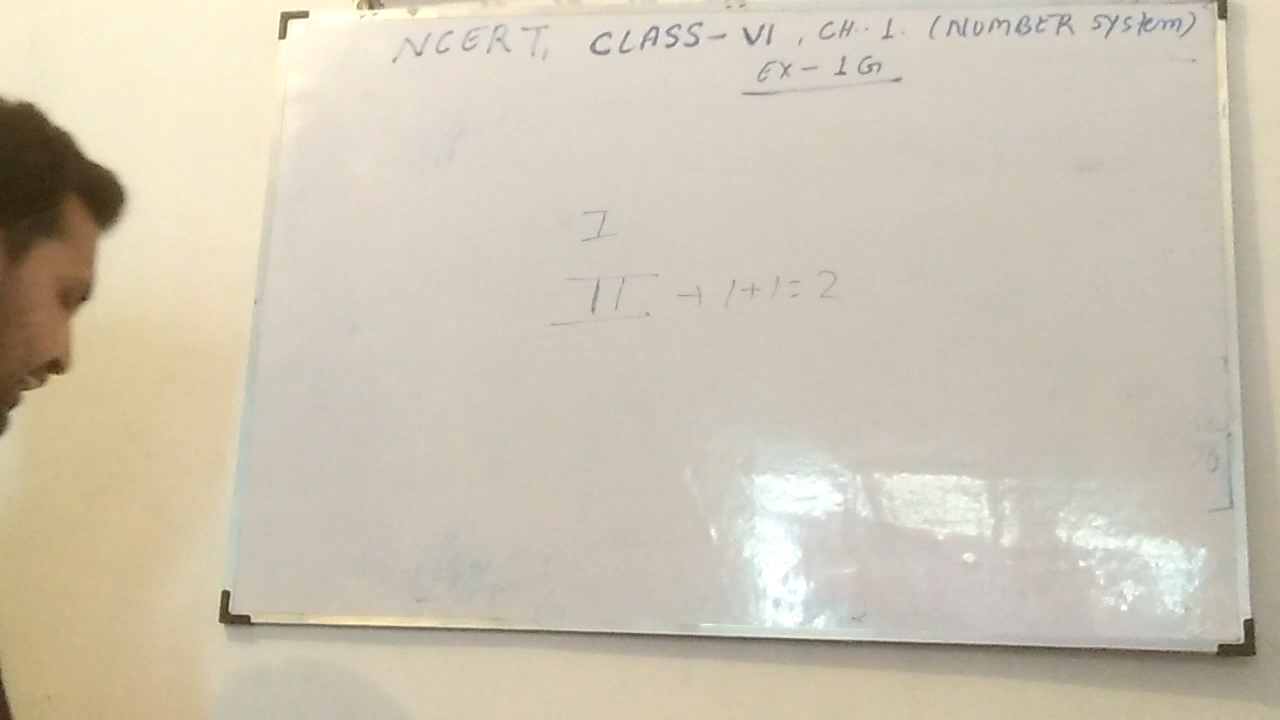 NCERT, CLASS-VI, CH. 1. (NUMBER System)
EX-1G
I
II → 1+1=2